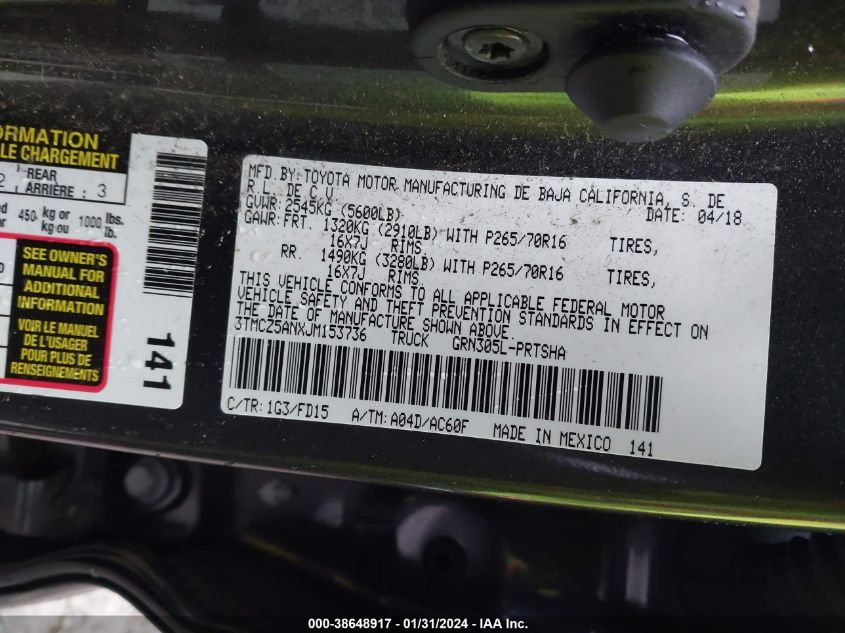 ORMATION
LE CHARGEMENT
2 REAR ARRIÈRE : 3
450 kg or kg ou 1000 lbs. lb.
SEE OWNER'S
MANUAL FOR
ADDITIONAL
INFORMATION
VOIR LE MANUEL
DE L'USAGER
POUR PLUS DE
RENSEIGNEMENTS
141
MFD. BY: TOYOTA MOTOR MANUFACTURING DE BAJA CALIFORNIA, S. DE
R.L. DE C.V. DATE: 04/18
GVWR: 2545KG (5600LB)
GAWR: FRT. 1320KG (2910LB) WITH P265/70R16 TIRES,
16X7J RIMS.
RR. 1490KG (3280LB) WITH P265/70R16 TIRES,
16X7J RIMS.
THIS VEHICLE CONFORMS TO ALL APPLICABLE FEDERAL MOTOR
VEHICLE SAFETY AND THEFT PREVENTION STANDARDS IN EFFECT ON
THE DATE OF MANUFACTURE SHOWN ABOVE.
3TMCZ5ANXJM153736 TRUCK GRN305L-PRTSHA
C/TR: 1G3/FD15 A/TM: A04D/AC60F MADE IN MEXICO 141
000-38648917 - 01/31/2024 - IAA Inc.